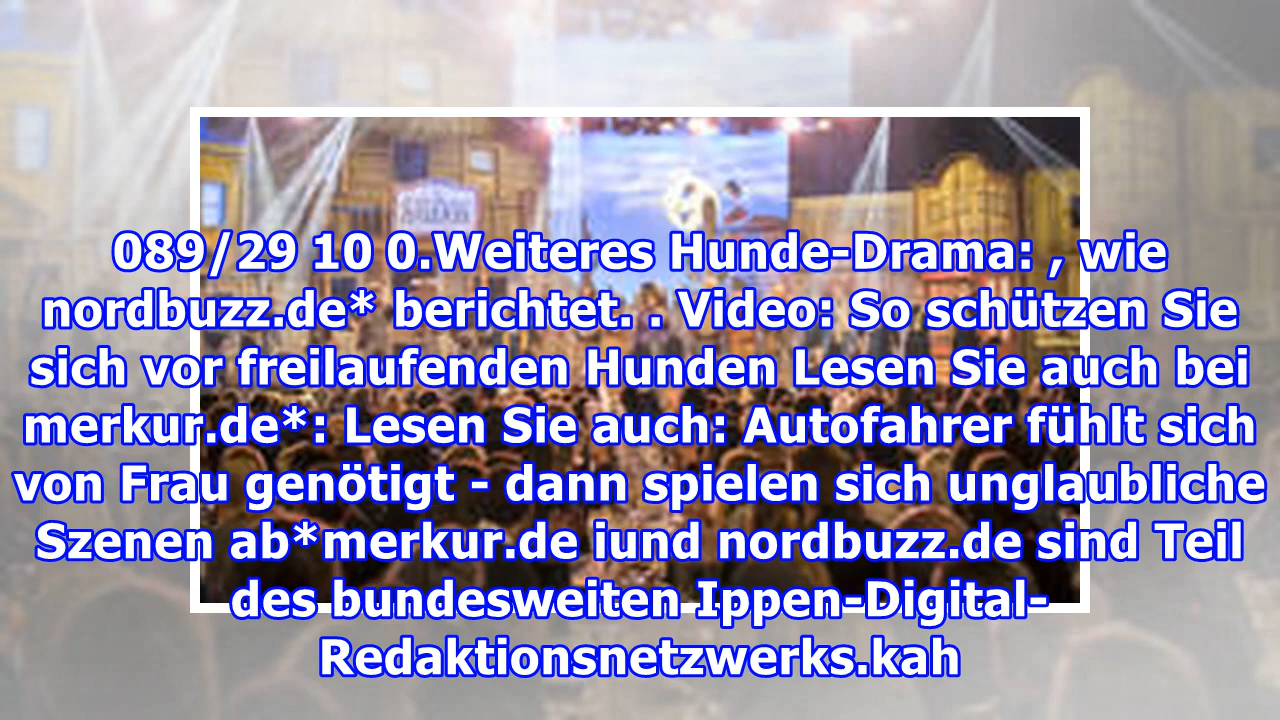 089/29 10 0.Weiteres Hunde-Drama: , wie
nordbuzz.de* berichtet. . Video: So schützen Sie
sich vor freilaufenden Hunden Lesen Sie auch bei
merkur.de*: Lesen Sie auch: Autofahrer fühlt sich
von Frau genötigt - dann spielen sich unglaubliche
Szenen ab*merkur.de iund nordbuzz.de sind Teil
des bundesweiten Ippen-Digital-
Redaktionsnetzwerks.kah